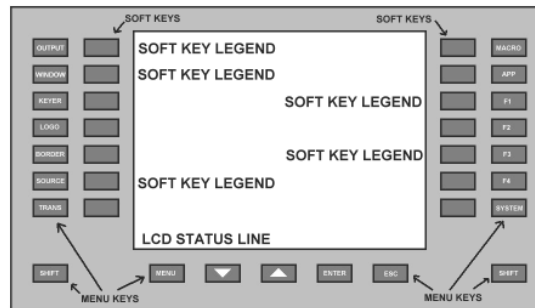 SOFT KEYS SOFT KEYS
OUTPUT SOFT KEY LEGEND MACRO
WINDOW SOFT KEY LEGEND APP
KEYER SOFT KEY LEGEND F1
LOGO F2
BORDER SOFT KEY LEGEND F3
SOURCE SOFT KEY LEGEND F4
TRANS SYSTEM
LCD STATUS LINE
SHIFT MENU ENTER ESC SHIFT
MENU KEYS MENU KEYS